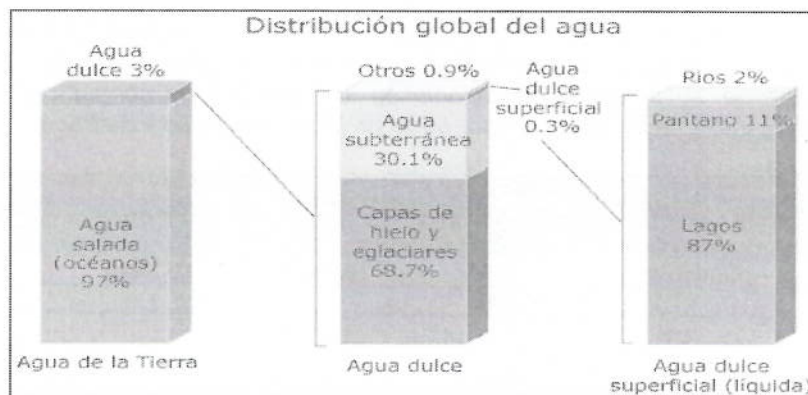 Distribución global del agua
Agua
dulce 3%
Agua
salada
(océanos)
97%
Agua de la Tierra
Otros 0.9%
Agua
subterránea
30.1%
Capas de
hielo y
eglaciares
68.7%
Agua dulce
Agua
dulce
superficial
0.3%
Rios 2%
Pantano 11%
Lagos
87%
Agua dulce
superficial (líquida)